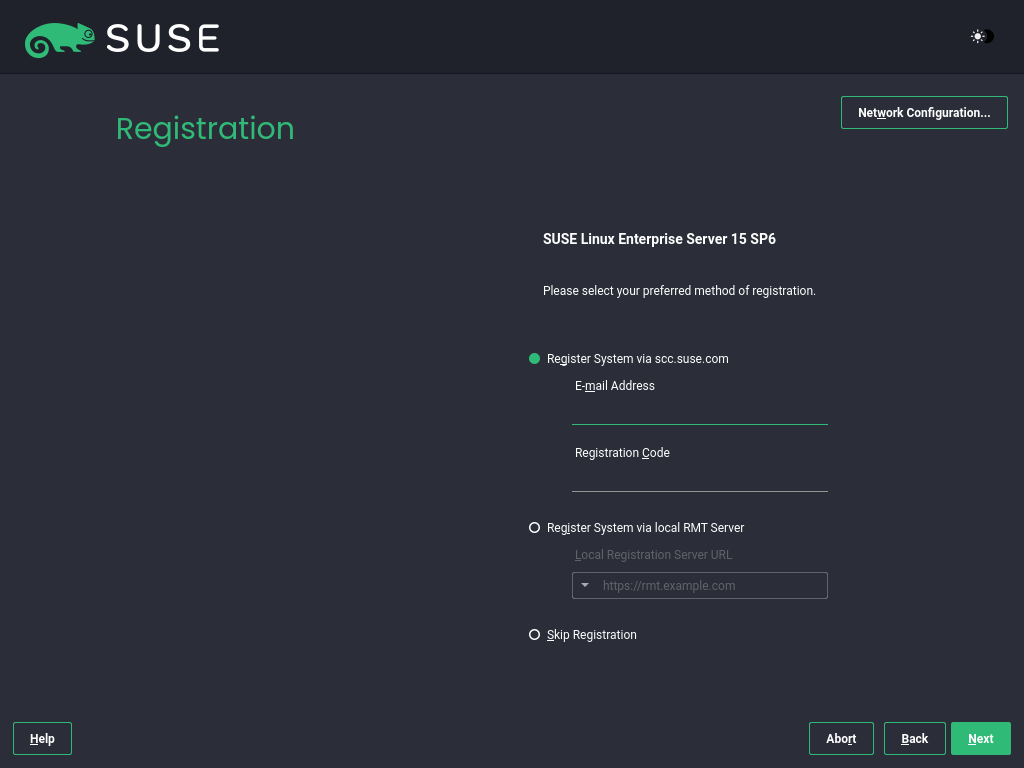 SUSE
Network Configuration...
Registration
SUSE Linux Enterprise Server 15 SP6
Please select your preferred method of registration.
Register System via scc.suse.com
E-mail Address
Registration Code
Register System via local RMT Server
Local Registration Server URL
https://rmt.example.com
Skip Registration
Help
Abort
Back
Next